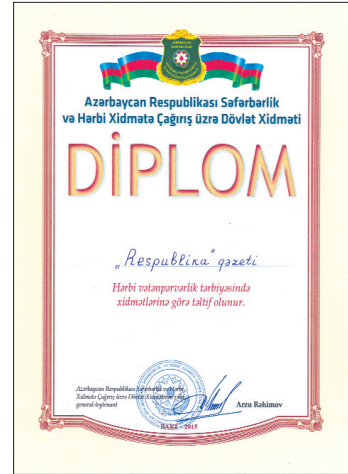 Azərbaycan Respublikası Səfərbərlik
və Hərbi Xidmətə Çağırış üzrə Dövlət Xidməti
DİPLOM
„Respublika" qəzeti
Hərbi vətənpərvərlik tərbiyəsində
xidmətlərinə görə təltif olunur.
Azərbaycan Respublikası Səfərbərlik və Hərbi
Xidmətə Çağırış üzrə Dövlət Xidmətinin rəisi,
general-leytenant
Arzu Rəhimov
BAKI - 2015